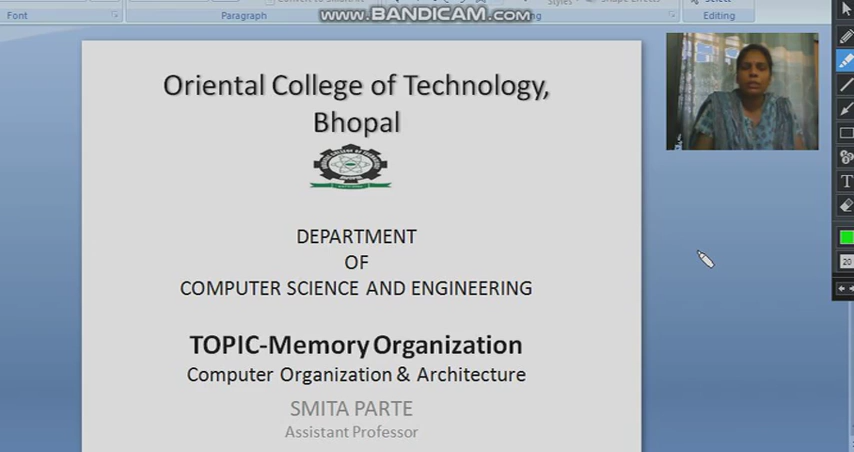 Font
Paragraph
Editing
www.BANDICAM.com
Oriental College of Technology,
Bhopal
DEPARTMENT
OF
COMPUTER SCIENCE AND ENGINEERING
TOPIC-Memory Organization
Computer Organization & Architecture
SMITA PARTE
Assistant Professor
T
20